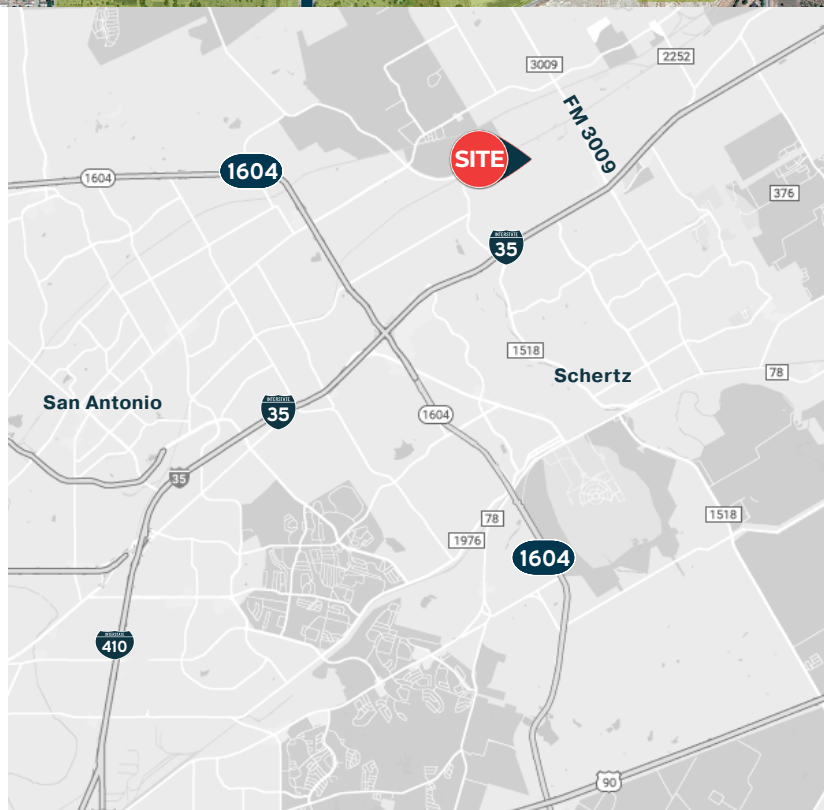 2252
3009
FM 3009
SITE
1604
1604
376
INTERSTATE
35
1518
Schertz
78
San Antonio
INTERSTATE
35
1604
35
78
1518
1976
1604
INTERSTATE
410
90